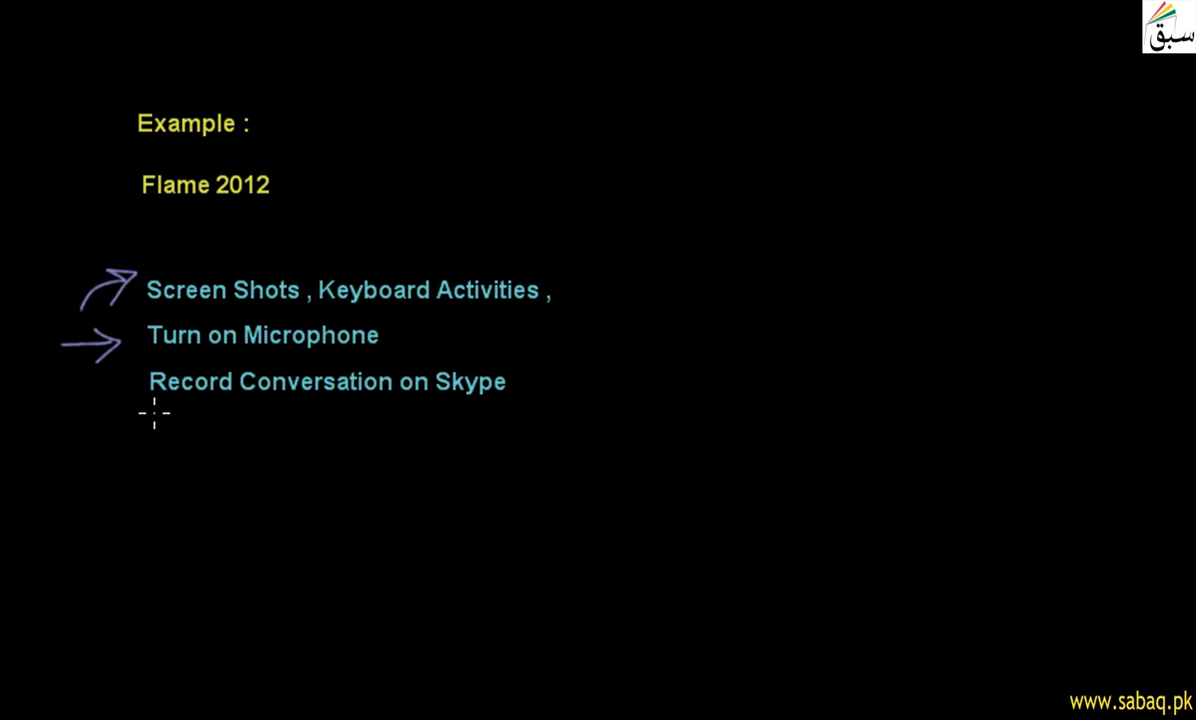 سبق
Example :
Flame 2012
Screen Shots , Keyboard Activities ,
Turn on Microphone
Record Conversation on Skype
www.sabaq.pk